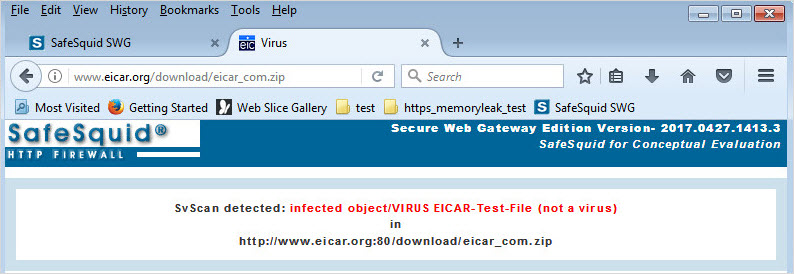 File Edit View History Bookmarks Tools Help
SafeSquid SWG
eic Virus
www.eicar.org/download/eicar_com.zip
Search
Most Visited Getting Started Web Slice Gallery test https_memoryleak_test SafeSquid SWG
SafeSquid®
HTTP FIREWALL
Secure Web Gateway Edition Version- 2017.0427.1413.3
SafeSquid for Conceptual Evaluation
SvScan detected: infected object/VIRUS EICAR-Test-File (not a virus)
in
http://www.eicar.org:80/download/eicar_com.zip